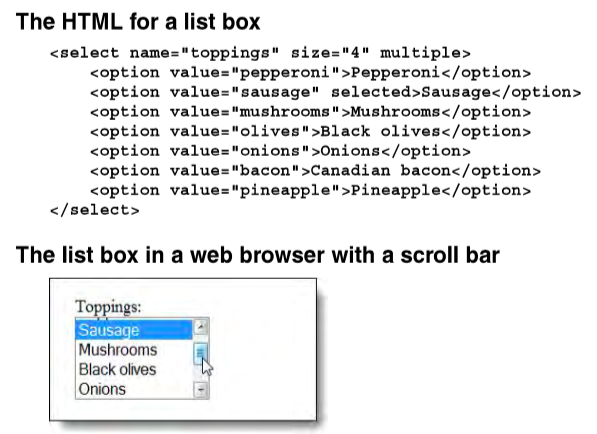 The HTML for a list box
<select name="toppings" size="4" multiple>
    <option value="pepperoni">Pepperoni</option>
    <option value="sausage" selected>Sausage</option>
    <option value="mushrooms">Mushrooms</option>
    <option value="olives">Black olives</option>
    <option value="onions">Onions</option>
    <option value="bacon">Canadian bacon</option>
    <option value="pineapple">Pineapple</option>
</select>
The list box in a web browser with a scroll bar
Toppings:
Sausage
Mushrooms
Black olives
Onions